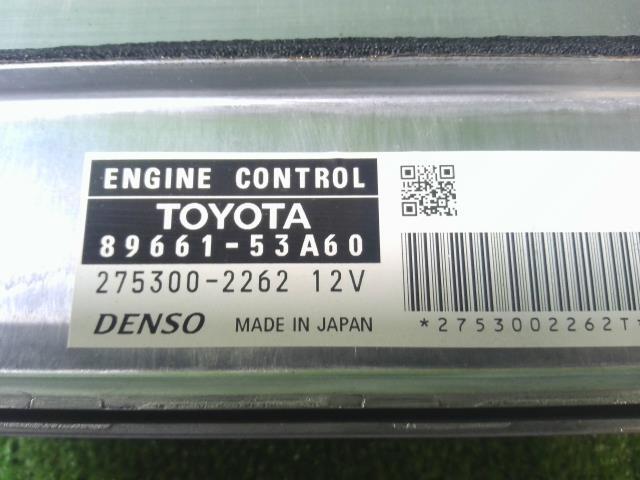 ENGINE CONTROL
TOYOTA
89661-53A60
275300-2262 12V
DENSO MADE IN JAPAN
*2753002262T